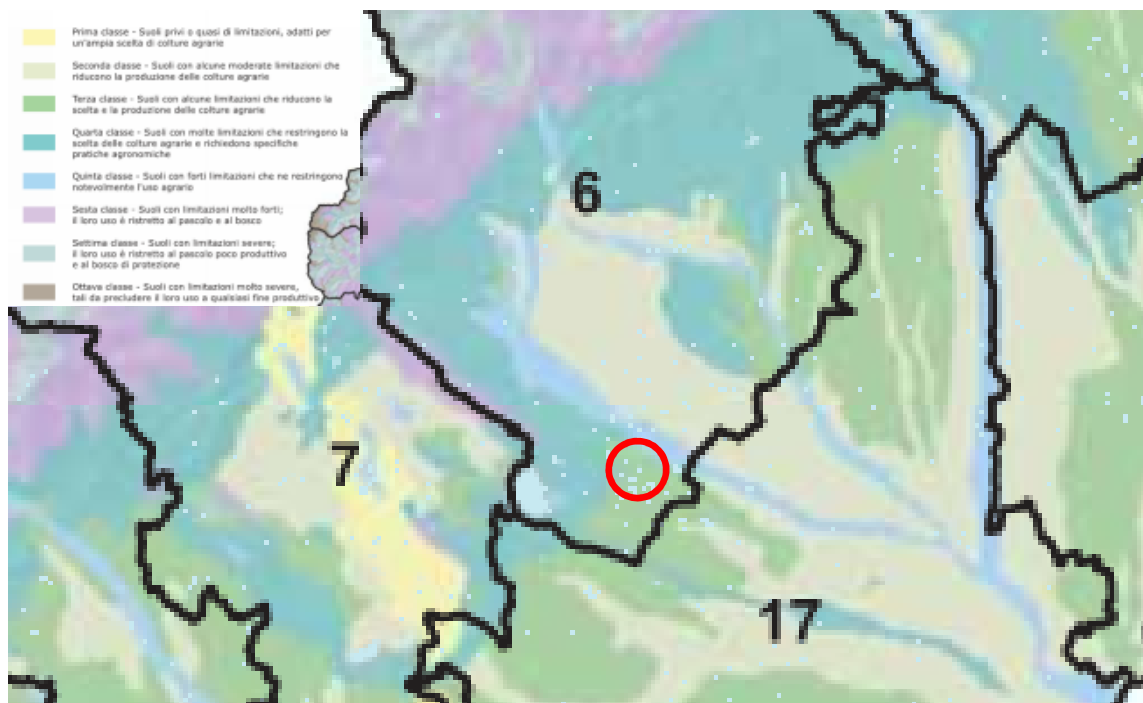 Prima classe - Suoli privi o quasi di limitazioni, adatti per
un'ampia scelta di colture agrarie
Seconda classe - Suoli con alcune moderate limitazioni che
riducono la produzione delle colture agrarie
Terza classe - Suoli con alcune limitazioni che riducono la
scelta e la produzione delle colture agrarie
Quarta classe - Suoli con molte limitazioni che restringono la
scelta delle colture agrarie e richiedono specifiche
pratiche agronomiche
Quinta classe - Suoli con forti limitazioni che ne restringono
notevolmente l'uso agrario
Sesta classe - Suoli con limitazioni molto forti;
il loro uso è ristretto al pascolo e al bosco
Settima classe - Suoli con limitazioni severe;
il loro uso è ristretto al pascolo poco produttivo
e al bosco di protezione
Ottava classe - Suoli con limitazioni molto severe,
tali da precludere il loro uso a qualsiasi fine produttivo
6
7
17